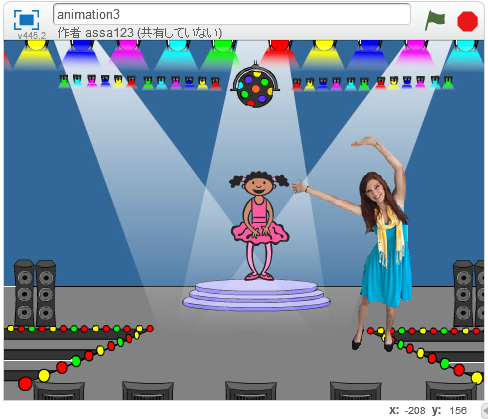 animation3
v445.2
作者 assa123 (共有していない)
x: -208 y: 156